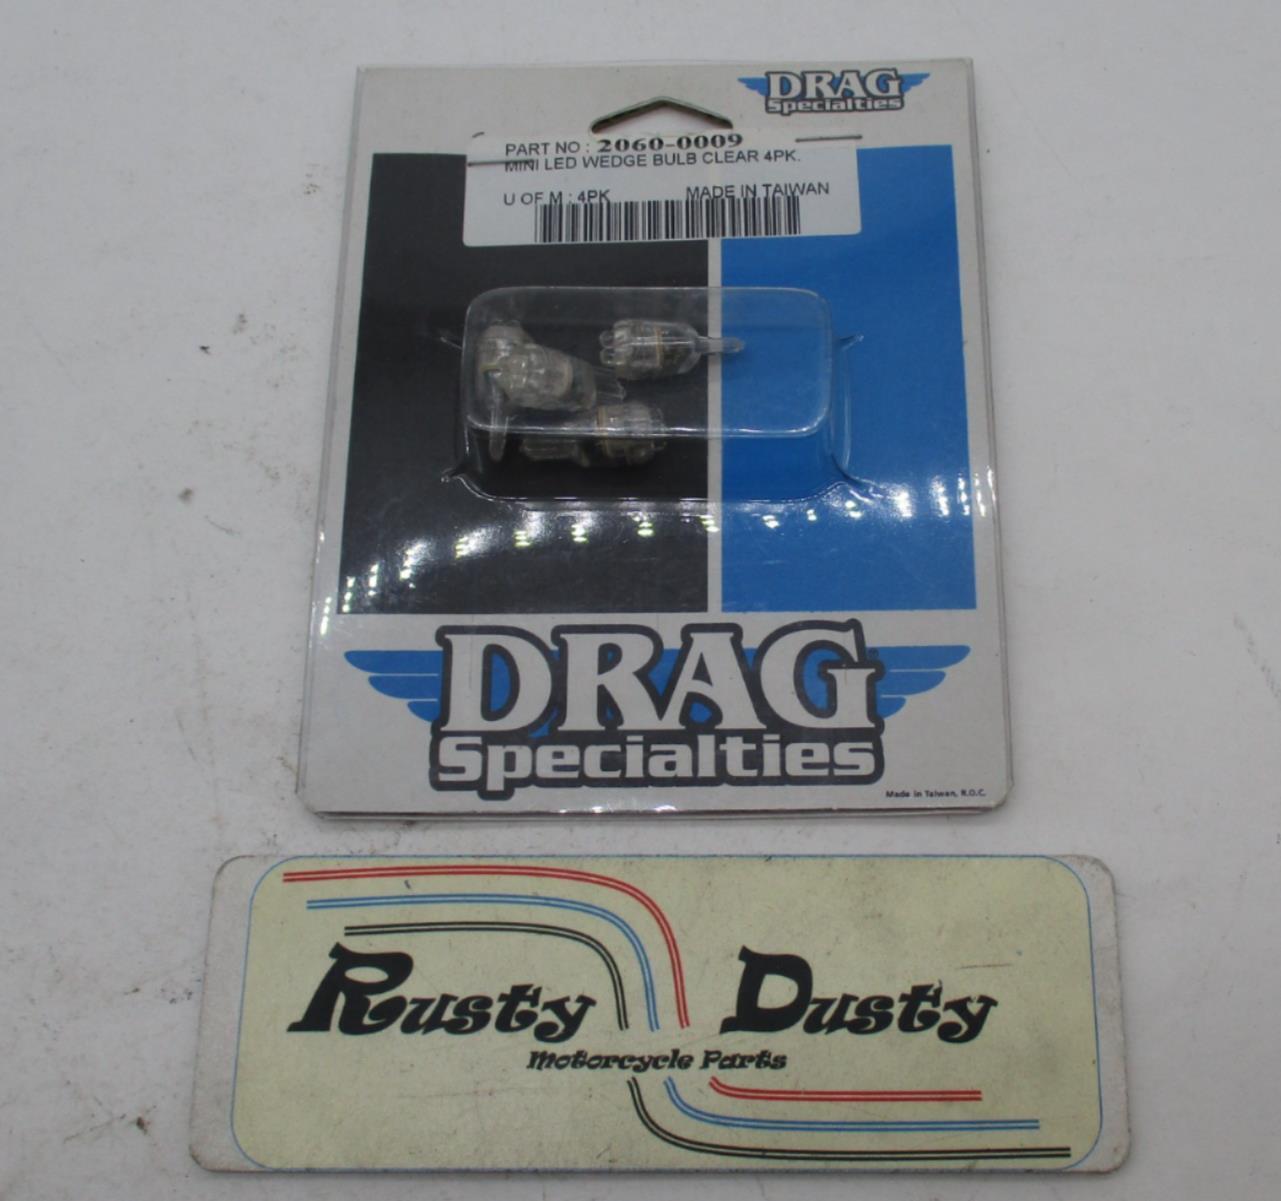 DRAG
Specialties
PART NO : 2060-0009
MINI LED WEDGE BULB CLEAR 4PK.
U OF M : 4PK MADE IN TAIWAN
DRAG
Specialties
Made in Taiwan, R.O.C.
Rusty Dusty
Motorcycle Parts